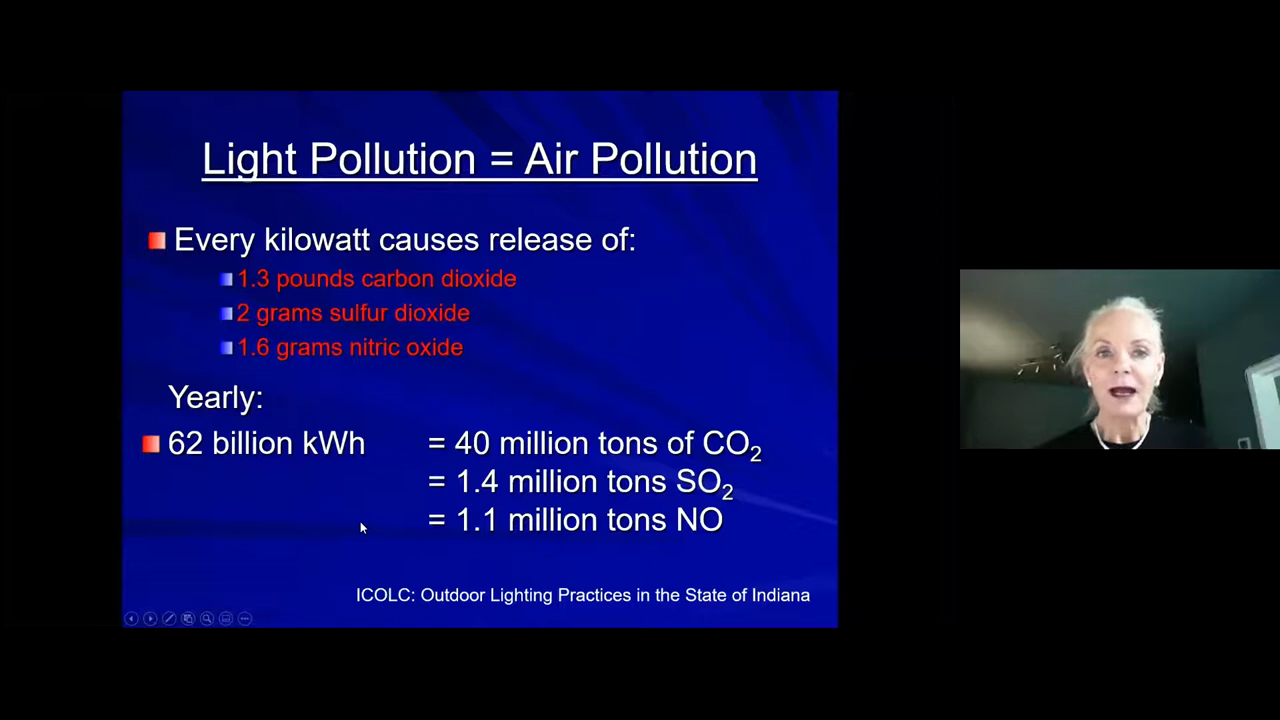 Light Pollution = Air Pollution
Every kilowatt causes release of:
1.3 pounds carbon dioxide
2 grams sulfur dioxide
1.6 grams nitric oxide
Yearly:
62 billion kWh = 40 million tons of CO₂
= 1.4 million tons SO₂
= 1.1 million tons NO
ICOLC: Outdoor Lighting Practices in the State of Indiana